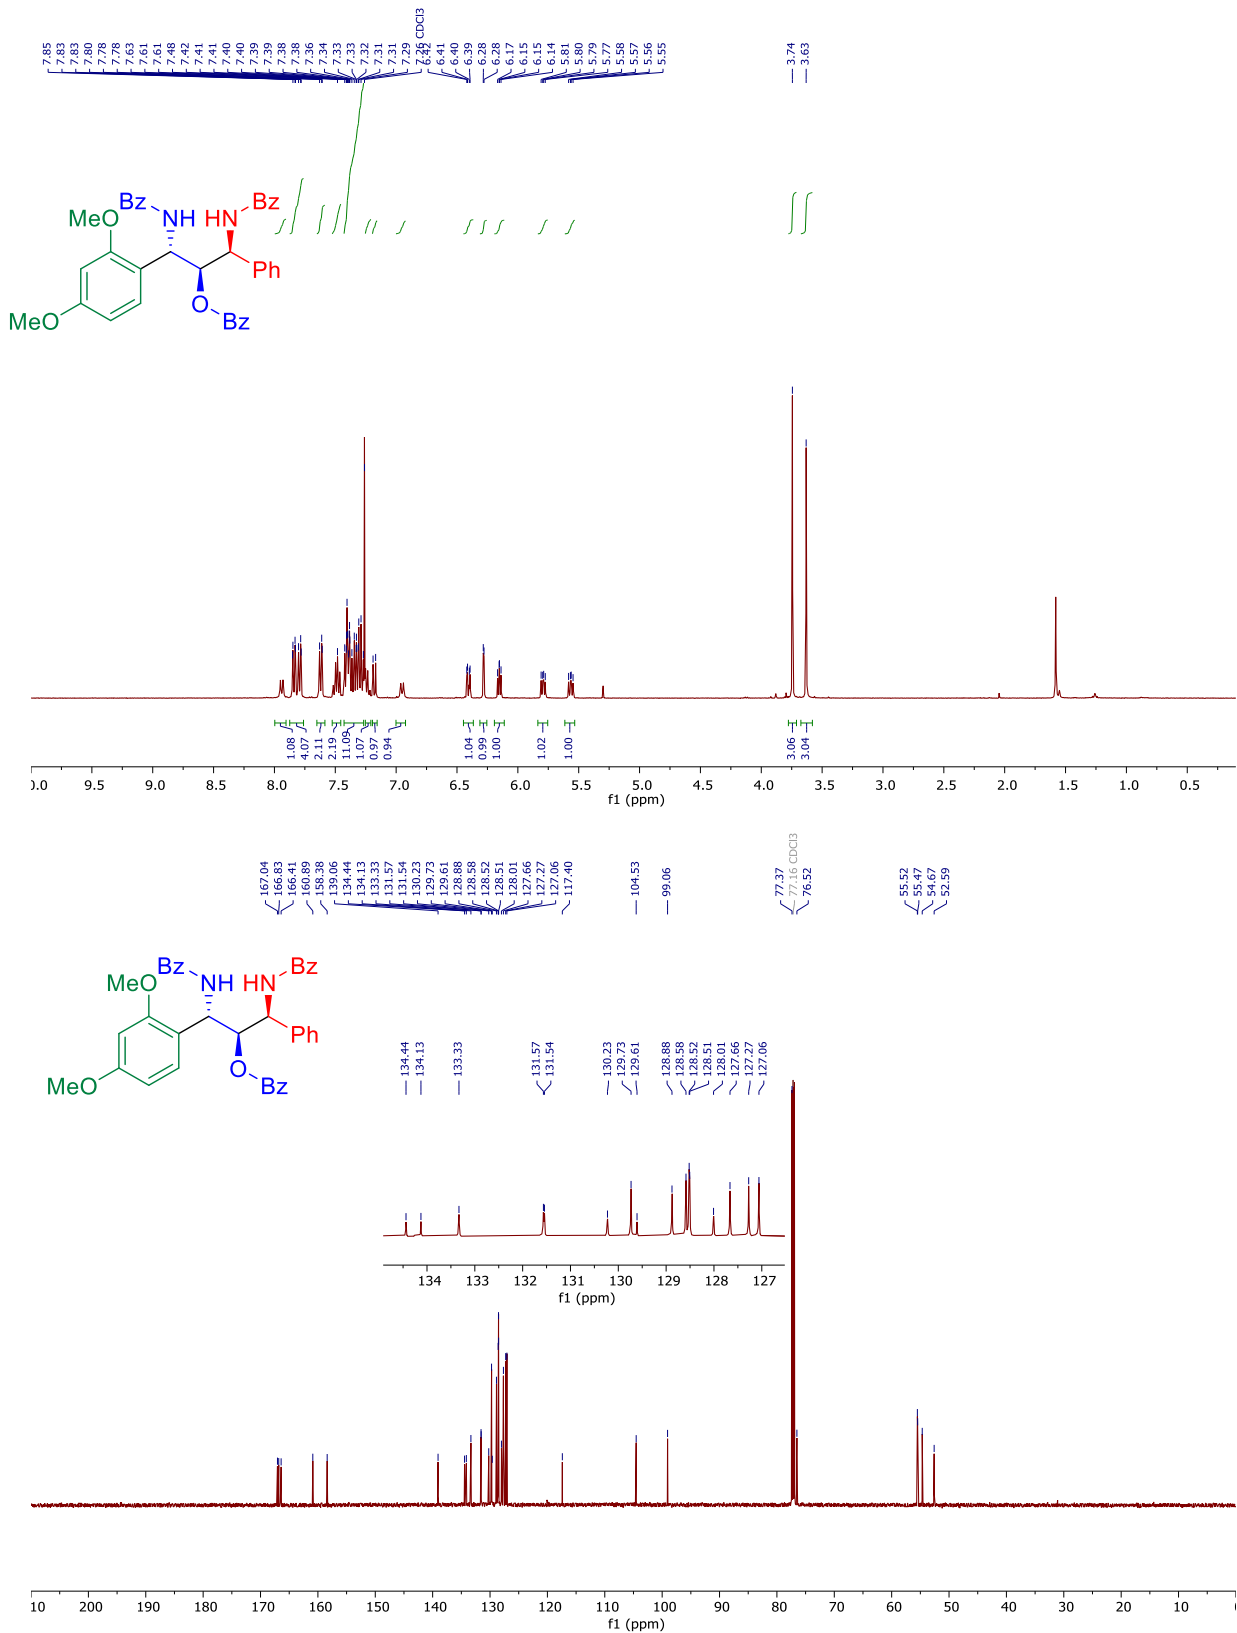 7.85 7.83 7.83 7.80 7.78 7.78 7.63 7.61 7.61 7.48 7.42 7.41 7.41 7.40 7.40 7.39 7.39 7.38 7.38 7.36 7.34 7.33 7.33 7.32 7.31 7.31 7.29 7.26 CDCl3 6.42 6.41 6.40 6.39 6.28 6.28 6.17 6.15 6.15 6.14 5.81 5.80 5.79 5.77 5.58 5.57 5.56 5.55 3.74 3.63
Bz Bz
MeO NH HN
Ph
O
MeO Bz
1.08 4.07 2.11 2.19 11.09 1.07 0.97 0.94 1.04 0.99 1.00 1.02 1.00 3.06 3.04
0.0 9.5 9.0 8.5 8.0 7.5 7.0 6.5 6.0 5.5 5.0 4.5 4.0 3.5 3.0 2.5 2.0 1.5 1.0 0.5
f1 (ppm)
167.04 166.83 166.41 160.89 158.38 139.06 134.44 134.13 133.33 131.57 131.54 130.23 129.73 129.61 128.88 128.58 128.52 128.51 128.01 127.66 127.27 127.06 117.40 104.53 99.06 77.37 77.16 CDCl3 76.52 55.52 55.47 54.67 52.59
Bz Bz
MeO NH HN
Ph
O
MeO Bz
134.44 134.13 133.33 131.57 131.54 130.23 129.73 129.61 128.88 128.58 128.52 128.51 128.01 127.66 127.27 127.06
134 133 132 131 130 129 128 127
f1 (ppm)
10 200 190 180 170 160 150 140 130 120 110 100 90 80 70 60 50 40 30 20 10 0
f1 (ppm)